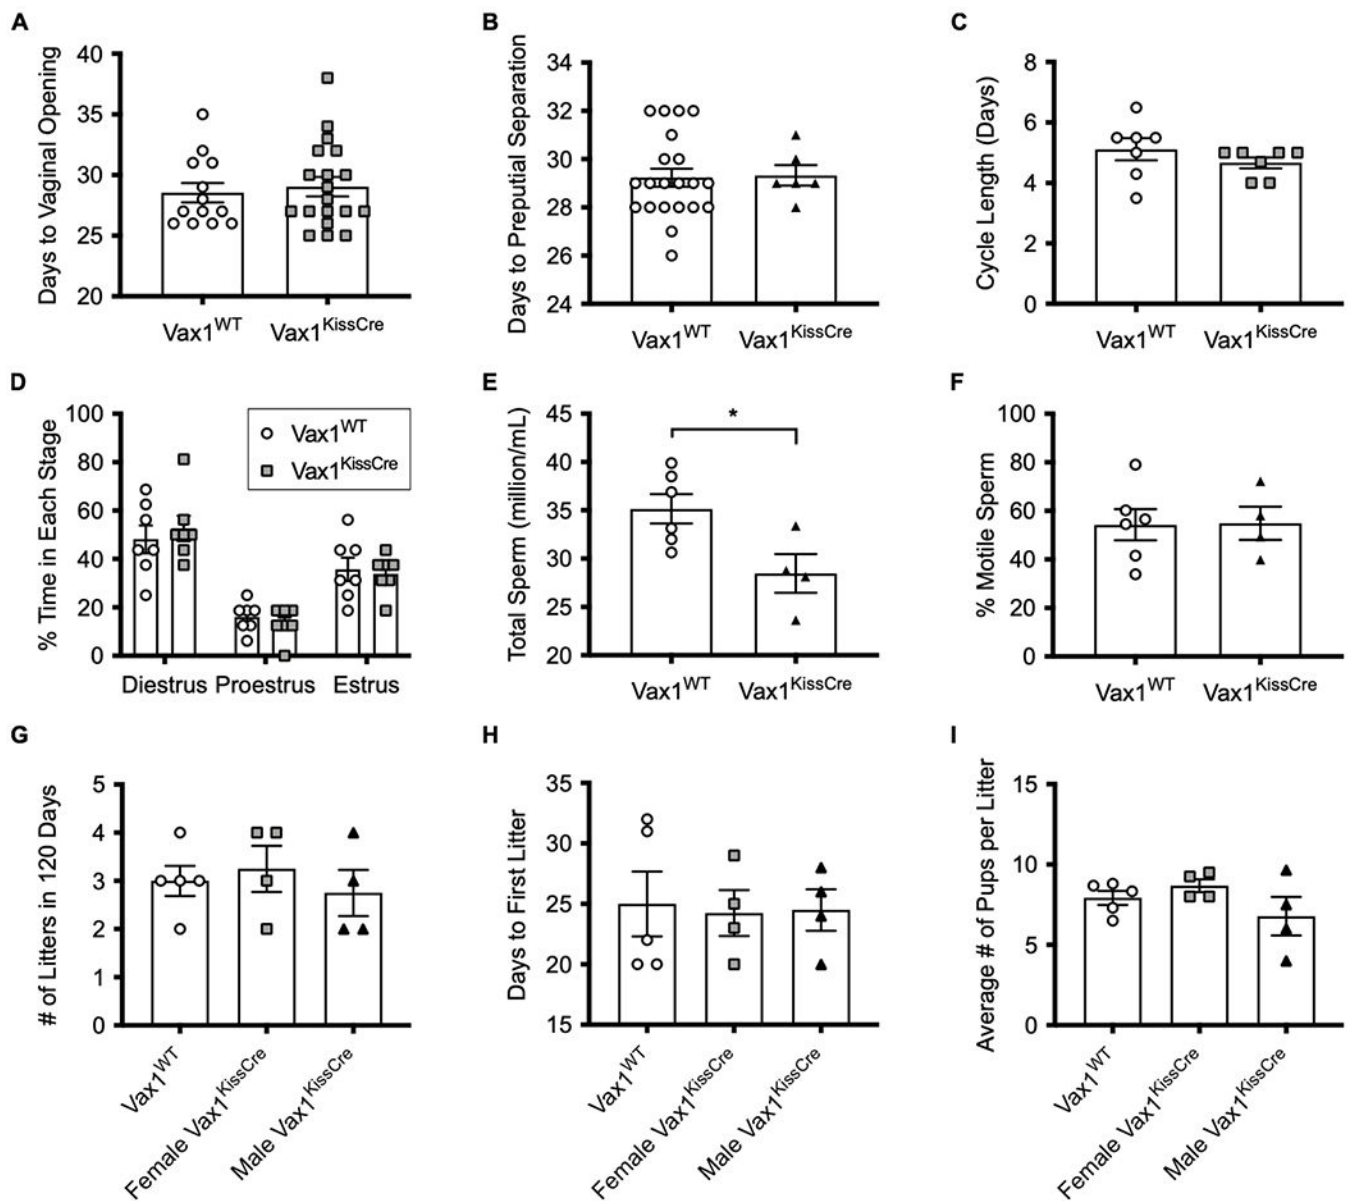 A
Days to Vaginal Opening
40
35
30
25
20
Vax1WT
Vax1KissCre
B
Days to Preputial Separation
34
32
30
28
26
24
Vax1WT
Vax1KissCre
C
Cycle Length (Days)
8
6
4
2
0
Vax1WT
Vax1KissCre
D
% Time in Each Stage
100
80
60
40
20
0
Vax1WT
Vax1KissCre
Diestrus Proestrus Estrus
E
Total Sperm (million/mL)
45
40
35
30
25
20
*
Vax1WT
Vax1KissCre
F
% Motile Sperm
100
80
60
40
20
0
Vax1WT
Vax1KissCre
G
# of Litters in 120 Days
5
4
3
2
1
0
Vax1WT
Female Vax1KissCre
Male Vax1KissCre
H
Days to First Litter
35
30
25
20
15
Vax1WT
Female Vax1KissCre
Male Vax1KissCre
I
Average # of Pups per Litter
15
10
5
0
Vax1WT
Female Vax1KissCre
Male Vax1KissCre